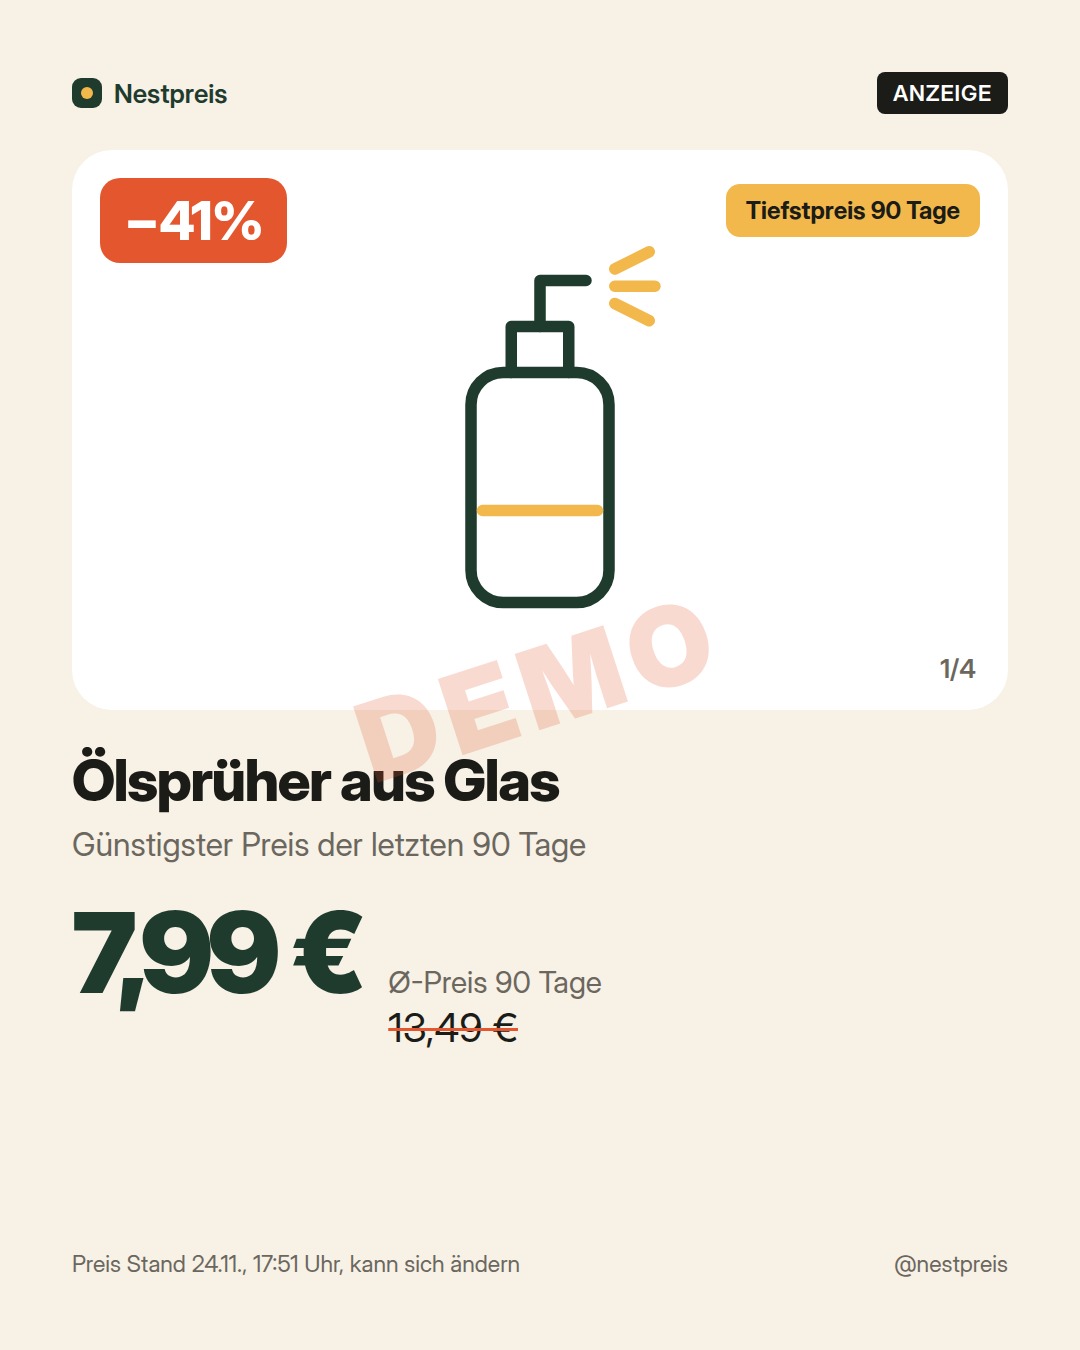 Nestpreis
ANZEIGE
–41%
Tiefstpreis 90 Tage
1/4
DEMO
Ölsprüher aus Glas
Günstigster Preis der letzten 90 Tage
7,99 €
Ø-Preis 90 Tage
13,49 €
Preis Stand 24.11., 17:51 Uhr, kann sich ändern
@nestpreis